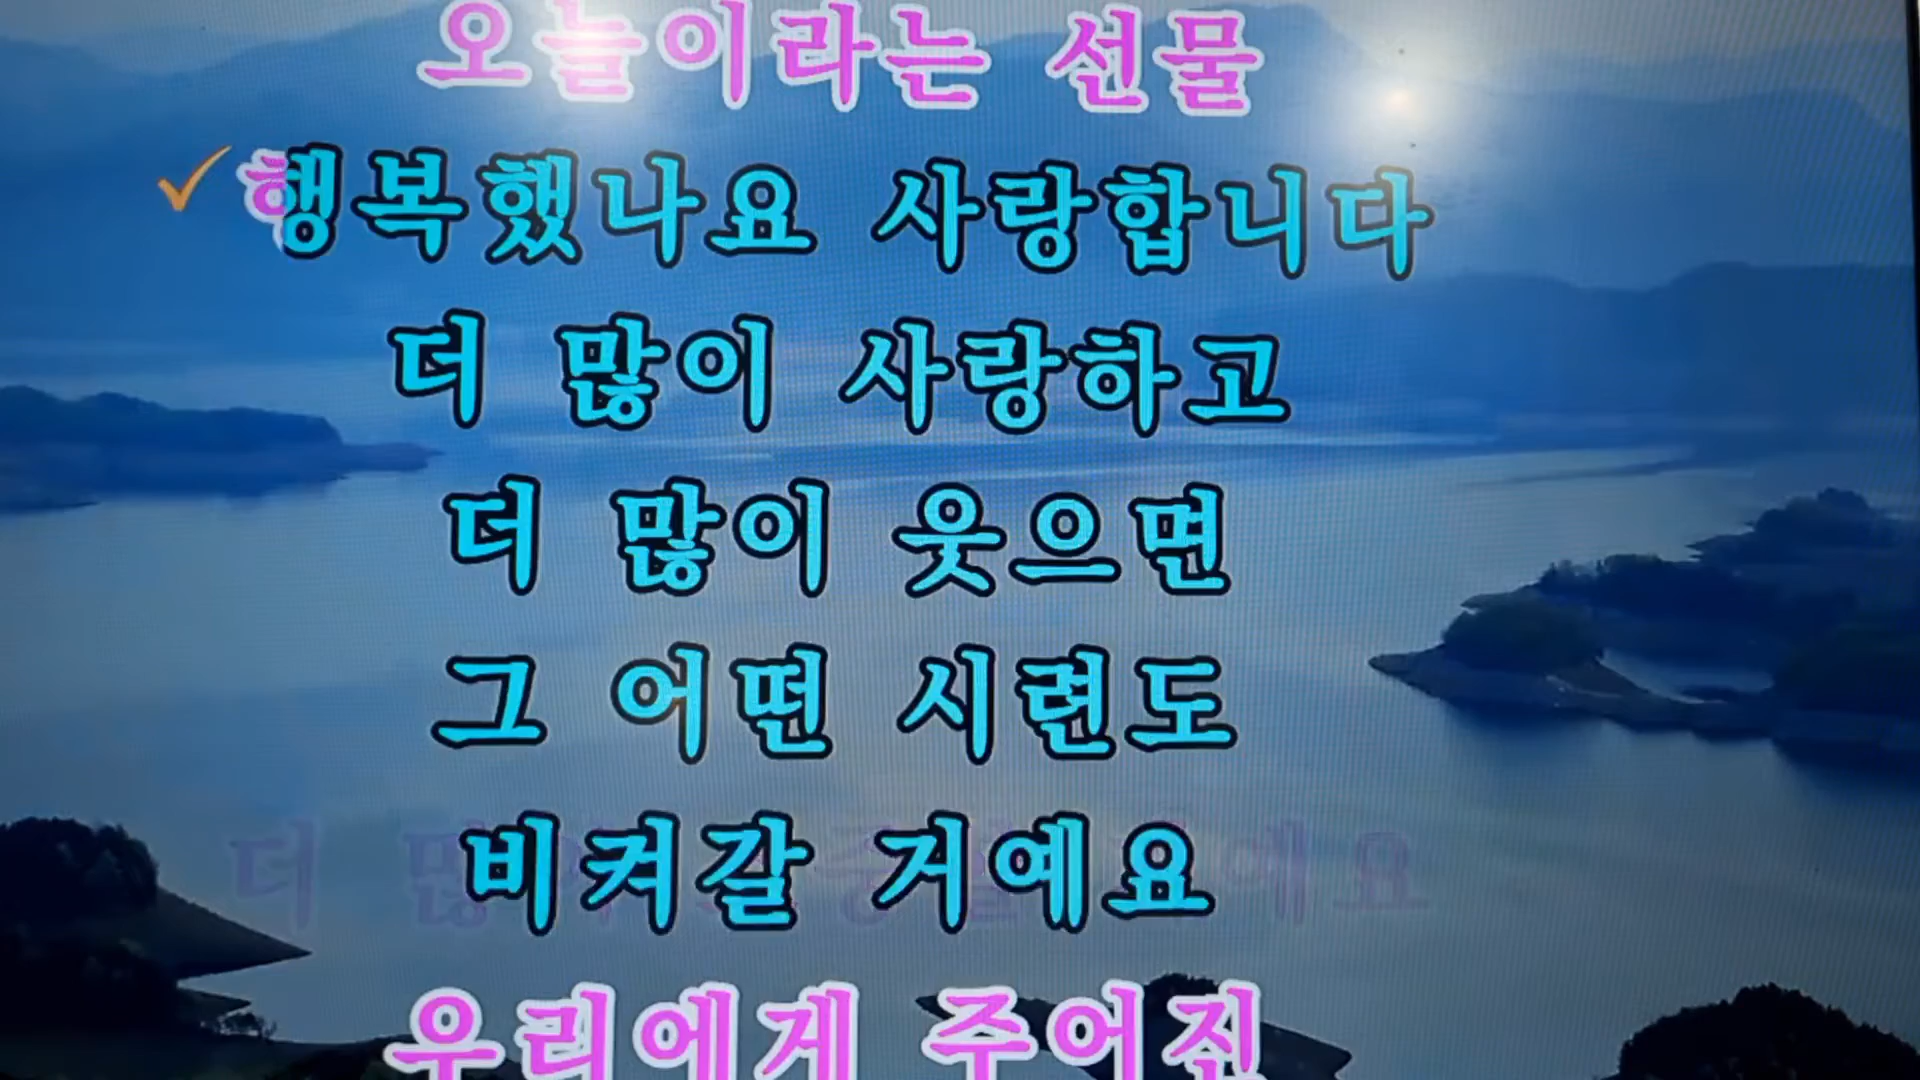 오늘이라는 선물
✓행복했나요 사랑합니다
더 많이 사랑하고
더 많이 웃으면
그 어떤 시련도
비켜갈 거예요
우리에게 주어진